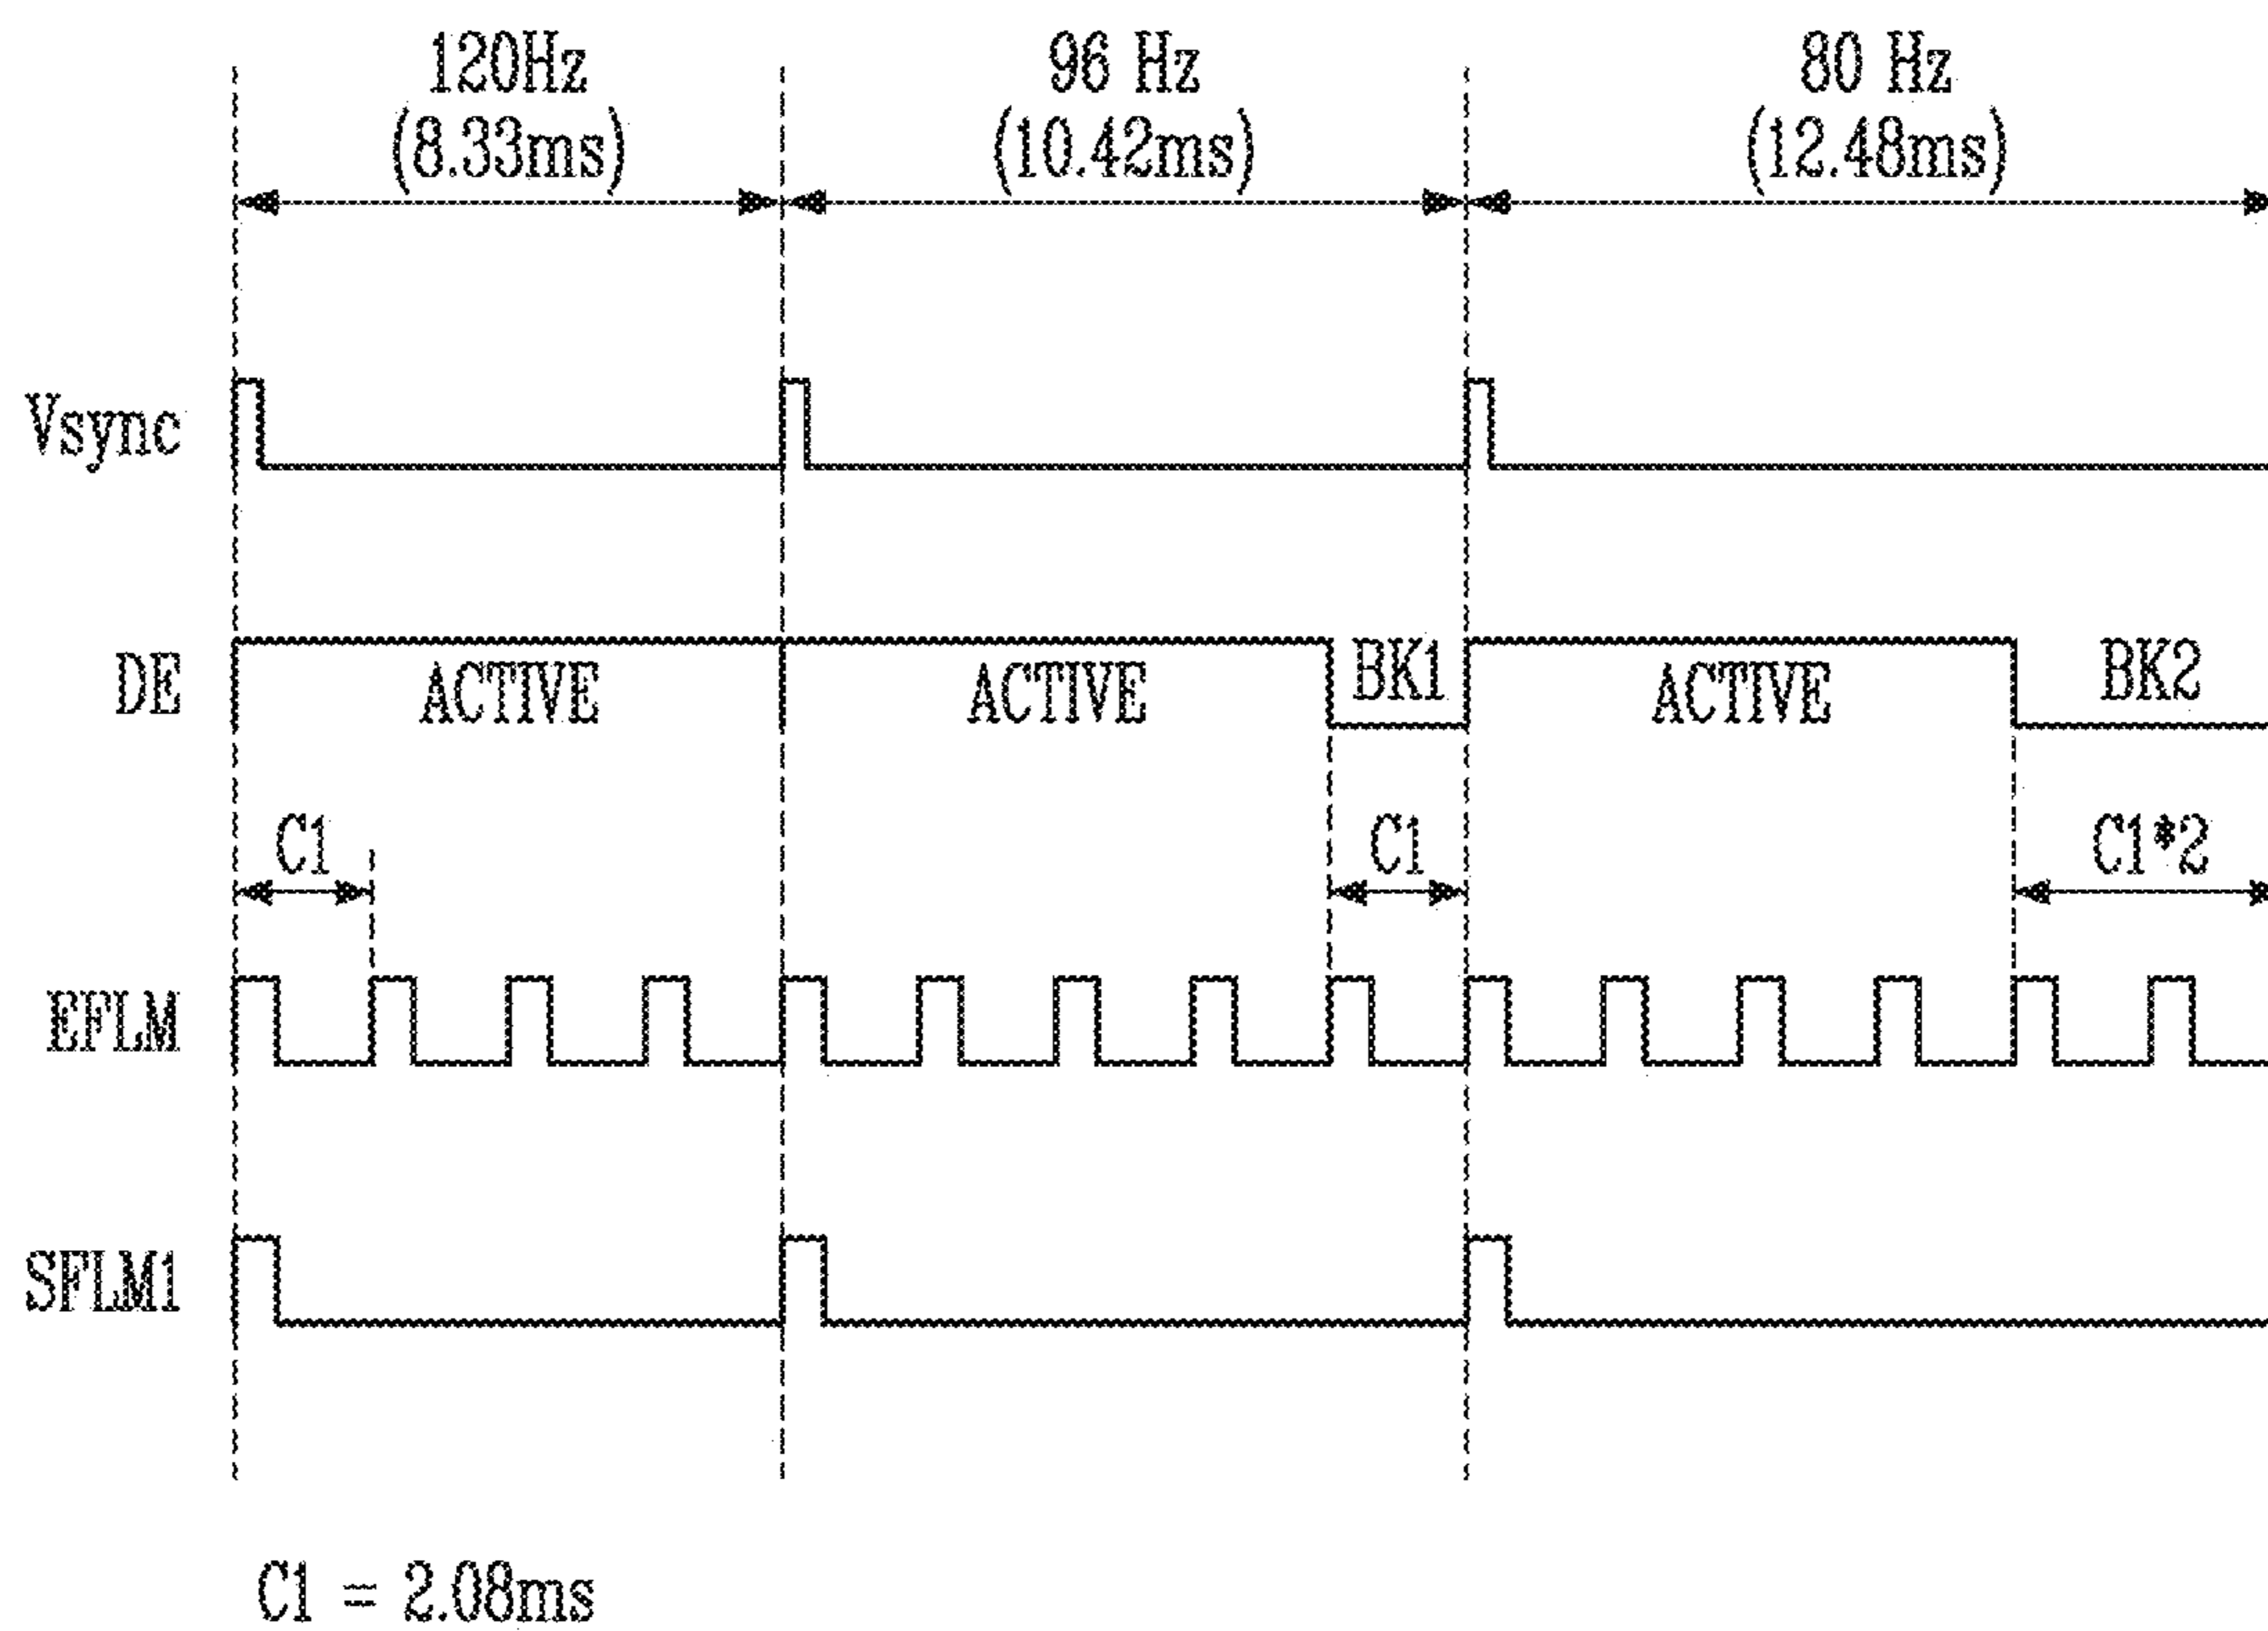 120Hz
(8.33ms)
96 Hz
(10.42ms)
80 Hz
(12.48ms)
Vsync
DE
ACTIVE
ACTIVE
BK1
ACTIVE
BK2
C1
C1
C1*2
EFLM
SFLM1
C1 = 2.08ms